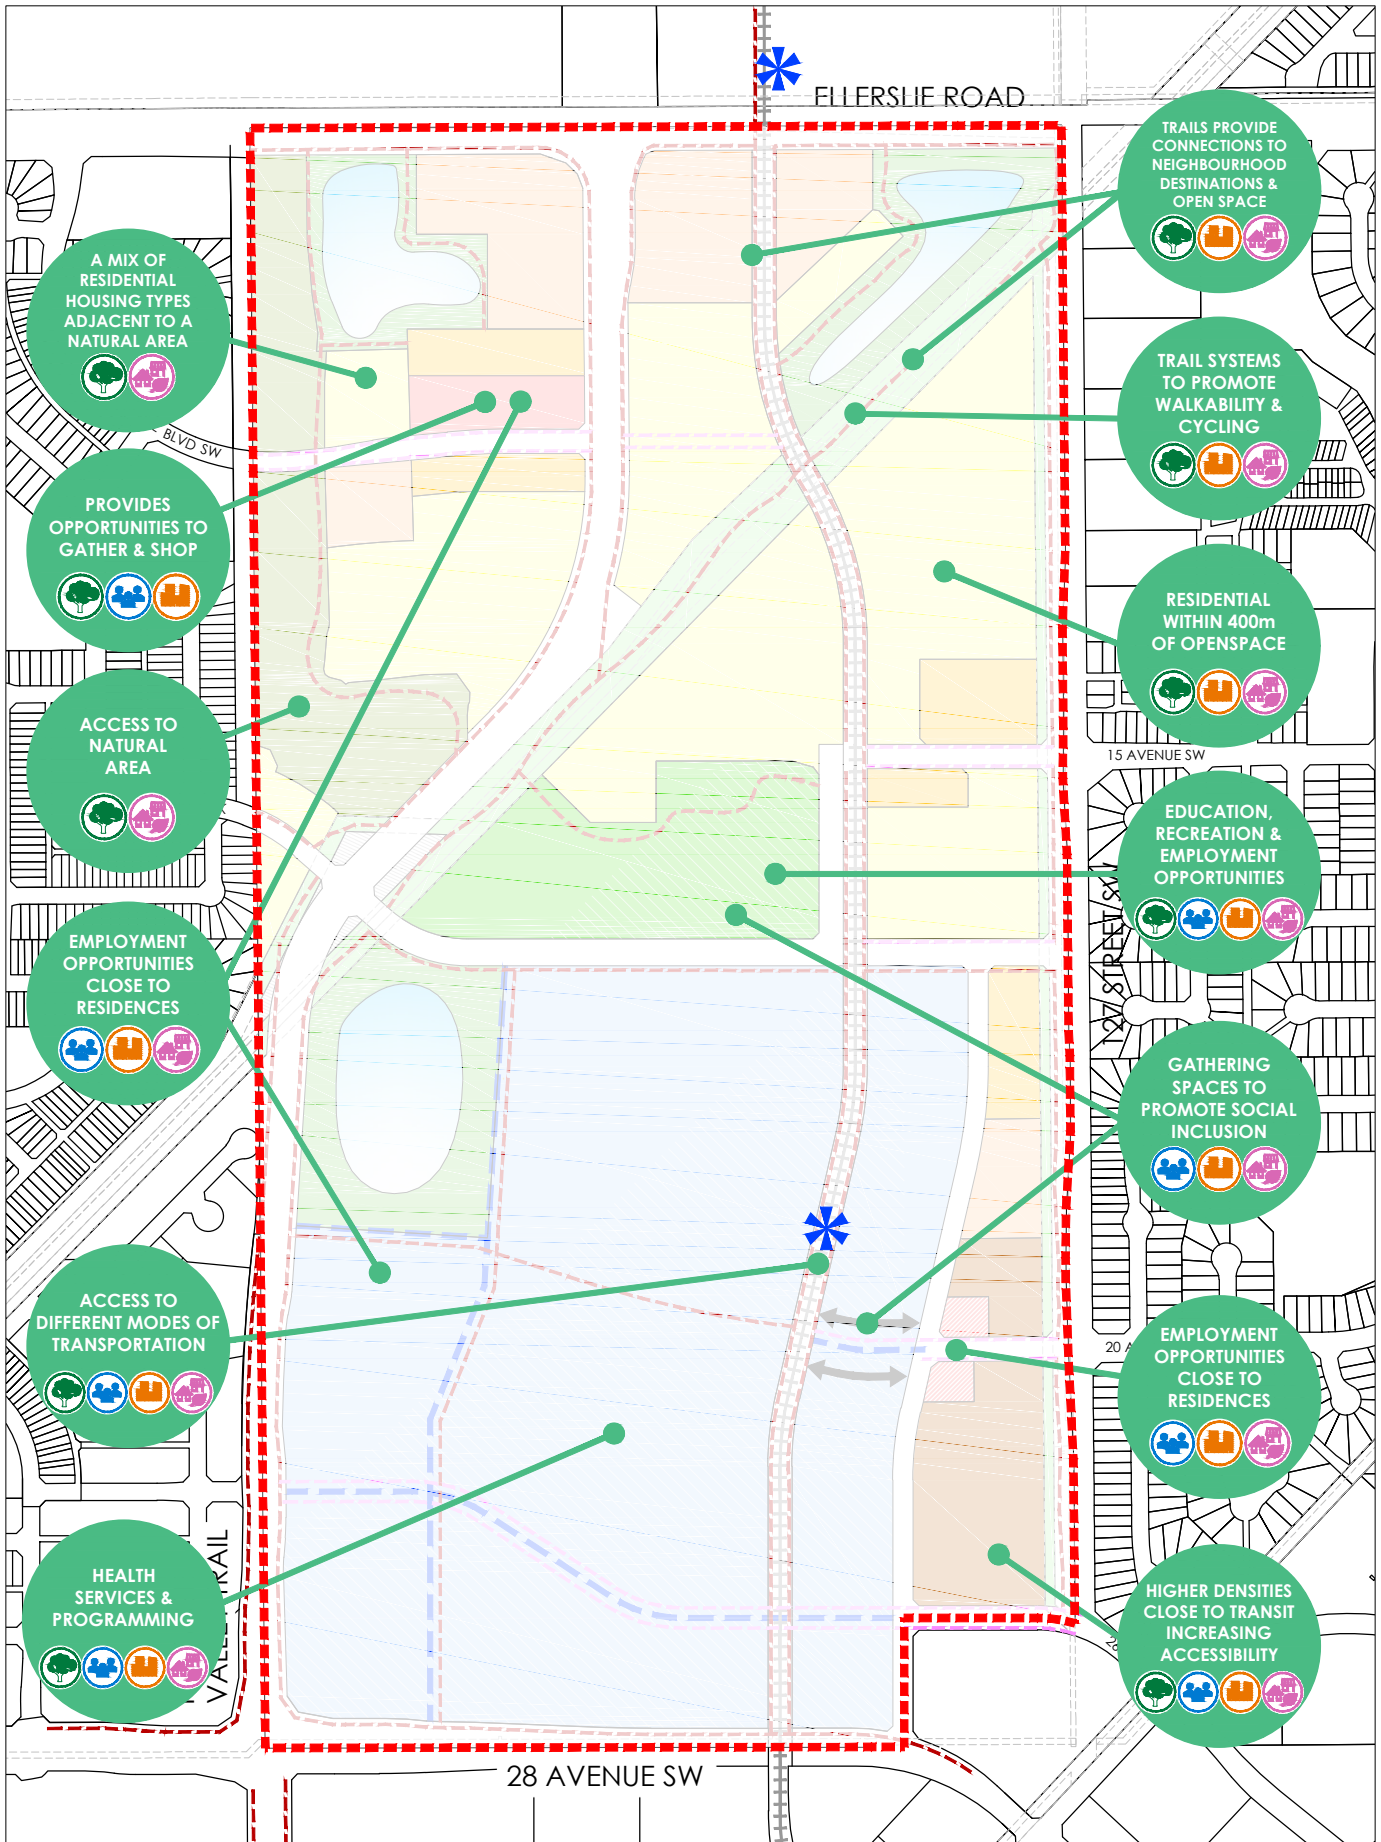 ELLERSLIE ROAD
TRAILS PROVIDE
CONNECTIONS TO
NEIGHBOURHOOD
DESTINATIONS &
OPEN SPACE
A MIX OF
RESIDENTIAL
HOUSING TYPES
ADJACENT TO A
NATURAL AREA
TRAIL SYSTEMS
TO PROMOTE
WALKABILITY &
CYCLING
BLVD SW
PROVIDES
OPPORTUNITIES TO
GATHER & SHOP
RESIDENTIAL
WITHIN 400m
OF OPENSPACE
ACCESS TO
NATURAL
AREA
15 AVENUE SW
EDUCATION,
RECREATION &
EMPLOYMENT
OPPORTUNITIES
127 STREET SW
EMPLOYMENT
OPPORTUNITIES
CLOSE TO
RESIDENCES
GATHERING
SPACES TO
PROMOTE SOCIAL
INCLUSION
ACCESS TO
DIFFERENT MODES OF
TRANSPORTATION
20 A
EMPLOYMENT
OPPORTUNITIES
CLOSE TO
RESIDENCES
HEALTH
SERVICES &
PROGRAMMING
HIGHER DENSITIES
CLOSE TO TRANSIT
INCREASING
ACCESSIBILITY
28 AVENUE SW